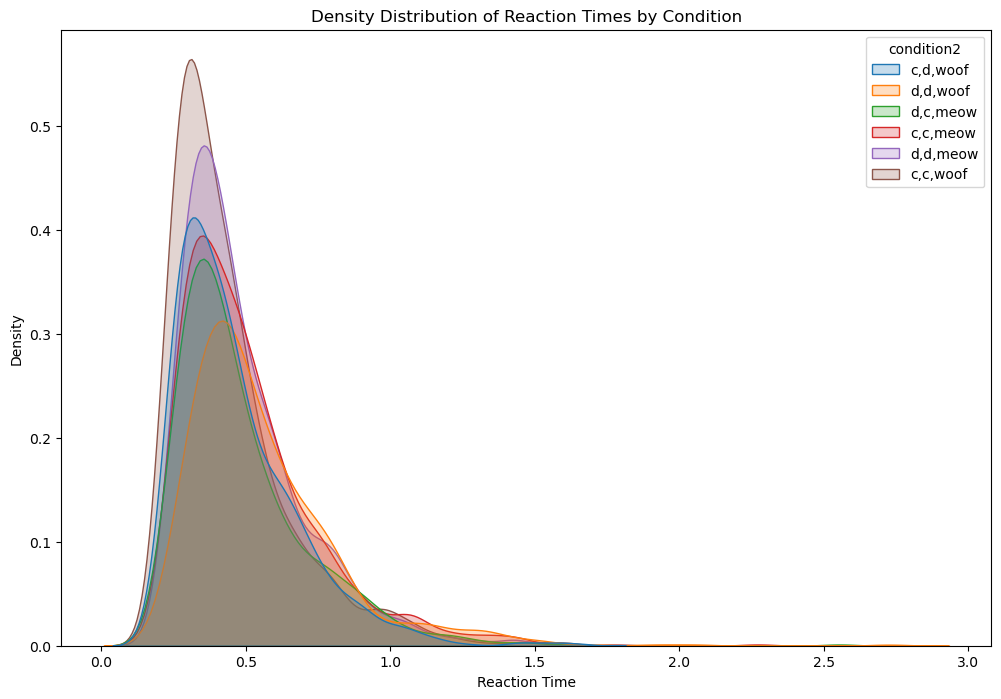 Density Distribution of Reaction Times by Condition
condition2
c,d,woof
d,d,woof
d,c,meow
c,c,meow
d,d,meow
c,c,woof
Density
0.5
0.4
0.3
0.2
0.1
0.0
0.0 0.5 1.0 1.5 2.0 2.5 3.0
Reaction Time